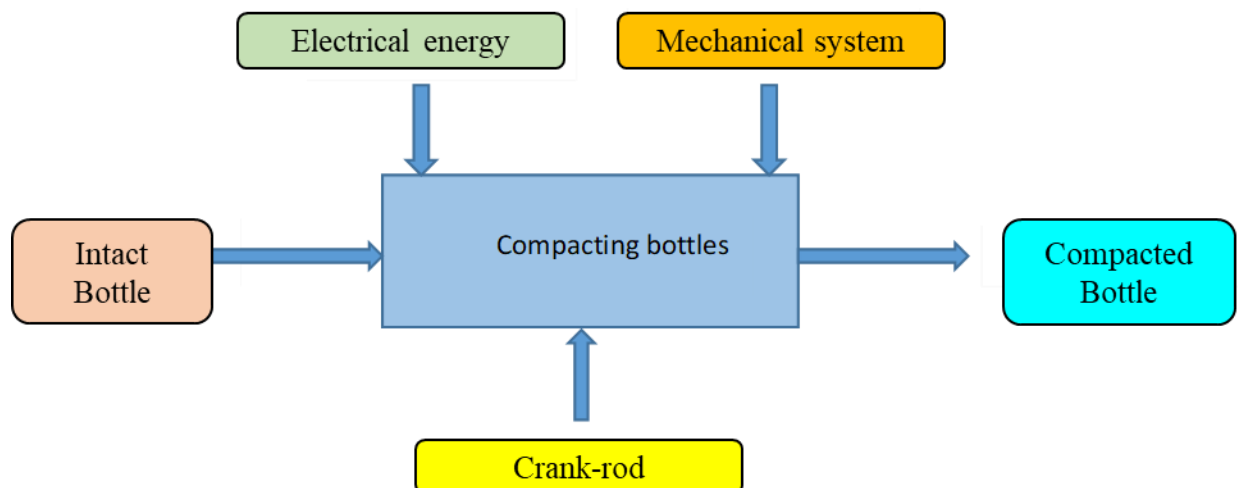 Electrical energy
Mechanical system
Intact
Bottle
Compacting bottles
Compacted
Bottle
Crank-rod